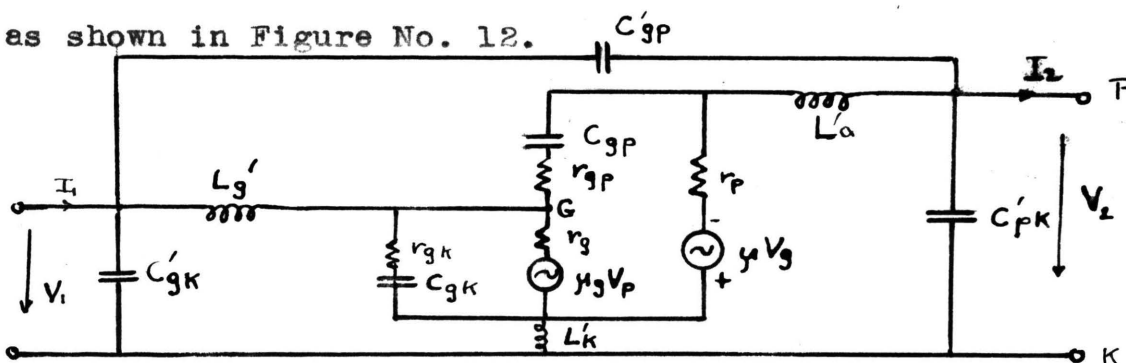 as shown in Figure No. 12.
C'gp
I₂
P
L'a
Cgp
rgp
rp
Lg'
I₁
G
rg
- 
μVg
+
C'pk
V₂
rgk
Cgk
μgVp
C'gk
V₁
L'k
K